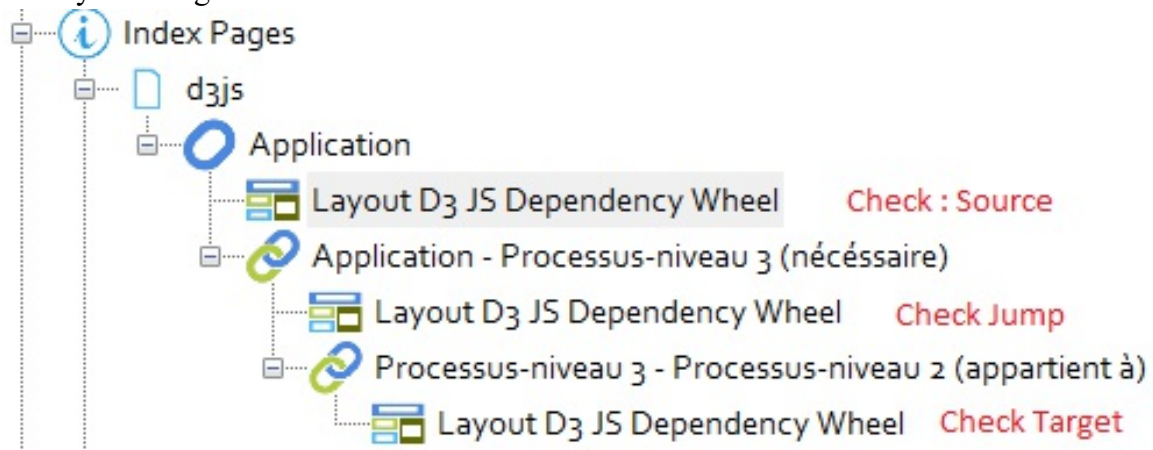 Index Pages
d3js
Application
Layout D3 JS Dependency Wheel Check : Source
Application - Processus-niveau 3 (nécéssaire)
Layout D3 JS Dependency Wheel Check Jump
Processus-niveau 3 - Processus-niveau 2 (appartient à)
Layout D3 JS Dependency Wheel Check Target